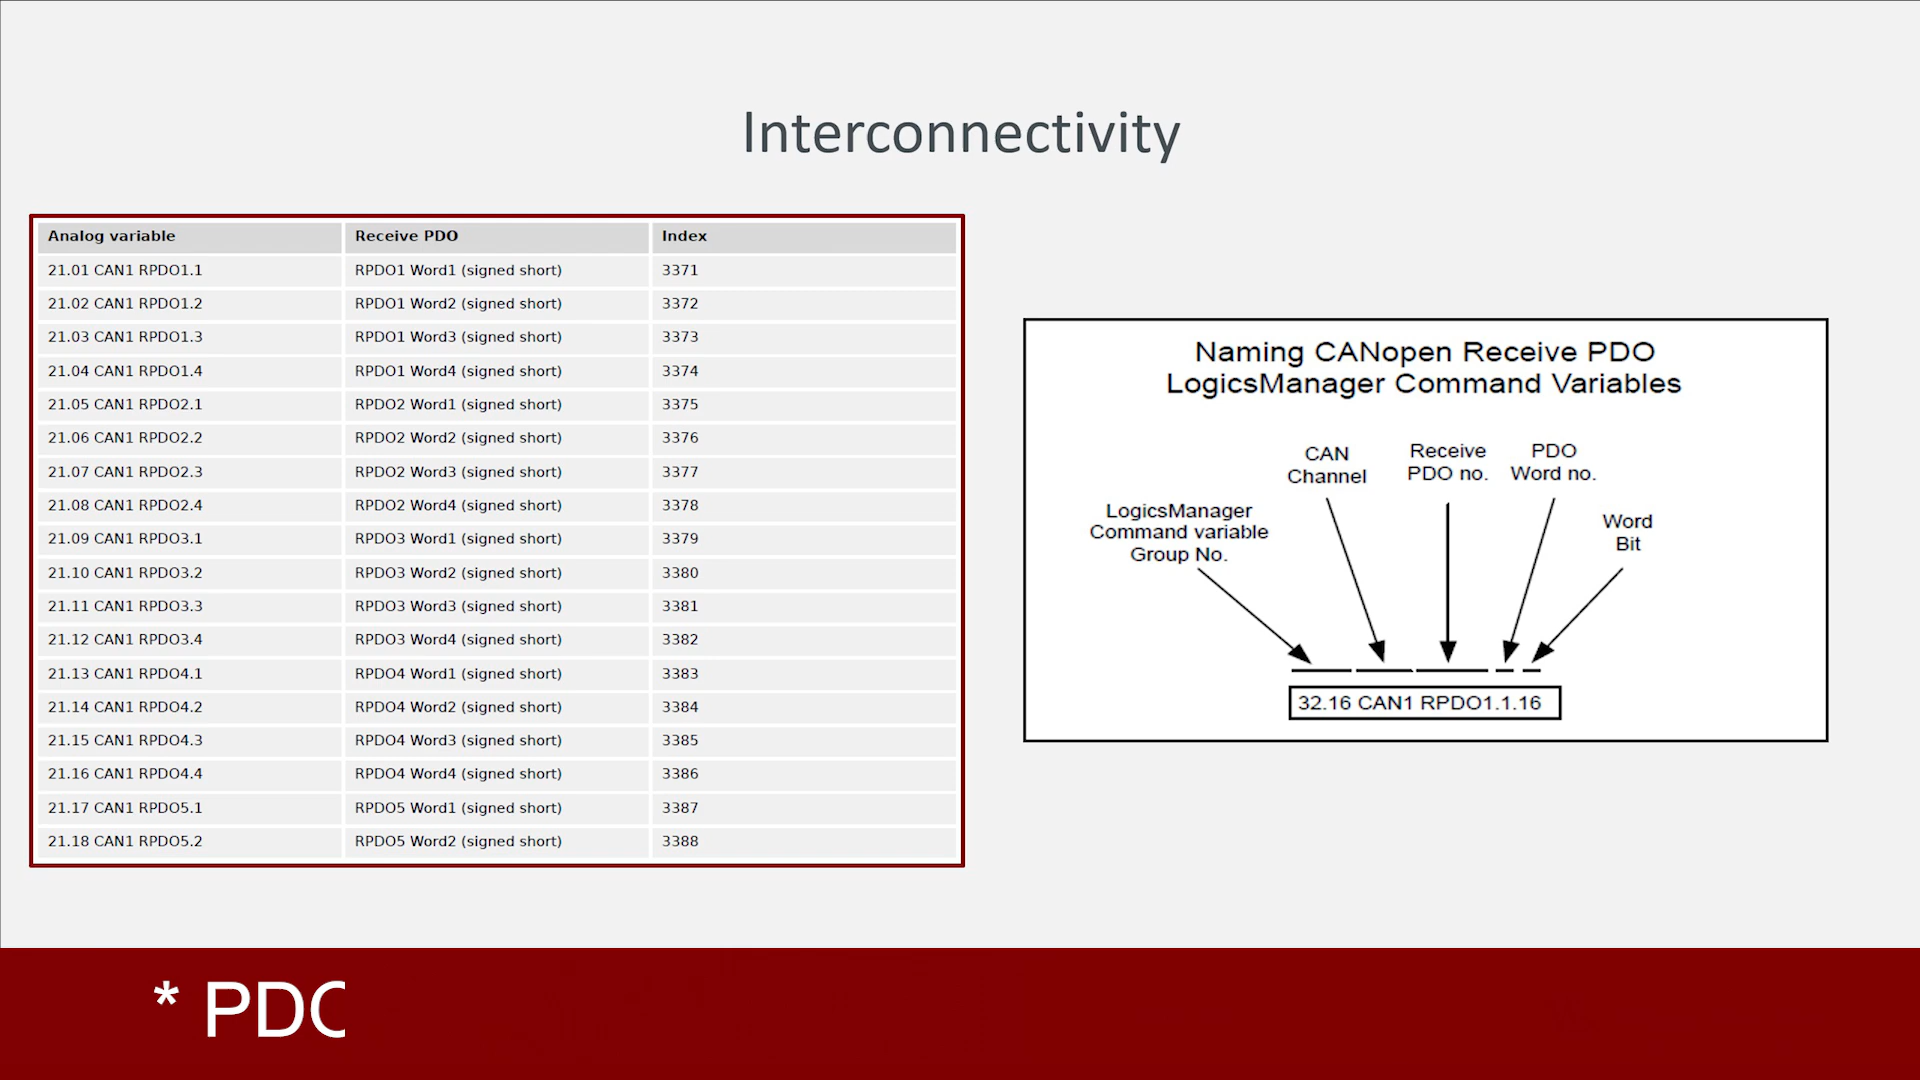 Interconnectivity
Analog variable Receive PDO Index
21.01 CAN1 RPDO1.1 RPDO1 Word1 (signed short) 3371
21.02 CAN1 RPDO1.2 RPDO1 Word2 (signed short) 3372
21.03 CAN1 RPDO1.3 RPDO1 Word3 (signed short) 3373
21.04 CAN1 RPDO1.4 RPDO1 Word4 (signed short) 3374
21.05 CAN1 RPDO2.1 RPDO2 Word1 (signed short) 3375
21.06 CAN1 RPDO2.2 RPDO2 Word2 (signed short) 3376
21.07 CAN1 RPDO2.3 RPDO2 Word3 (signed short) 3377
21.08 CAN1 RPDO2.4 RPDO2 Word4 (signed short) 3378
21.09 CAN1 RPDO3.1 RPDO3 Word1 (signed short) 3379
21.10 CAN1 RPDO3.2 RPDO3 Word2 (signed short) 3380
21.11 CAN1 RPDO3.3 RPDO3 Word3 (signed short) 3381
21.12 CAN1 RPDO3.4 RPDO3 Word4 (signed short) 3382
21.13 CAN1 RPDO4.1 RPDO4 Word1 (signed short) 3383
21.14 CAN1 RPDO4.2 RPDO4 Word2 (signed short) 3384
21.15 CAN1 RPDO4.3 RPDO4 Word3 (signed short) 3385
21.16 CAN1 RPDO4.4 RPDO4 Word4 (signed short) 3386
21.17 CAN1 RPDO5.1 RPDO5 Word1 (signed short) 3387
21.18 CAN1 RPDO5.2 RPDO5 Word2 (signed short) 3388
Naming CANopen Receive PDO
LogicsManager Command Variables
LogicsManager
Command variable
Group No.
CAN
Channel
Receive
PDO no.
PDO
Word no.
Word
Bit
32.16 CAN1 RPDO1.1.16
* PDO